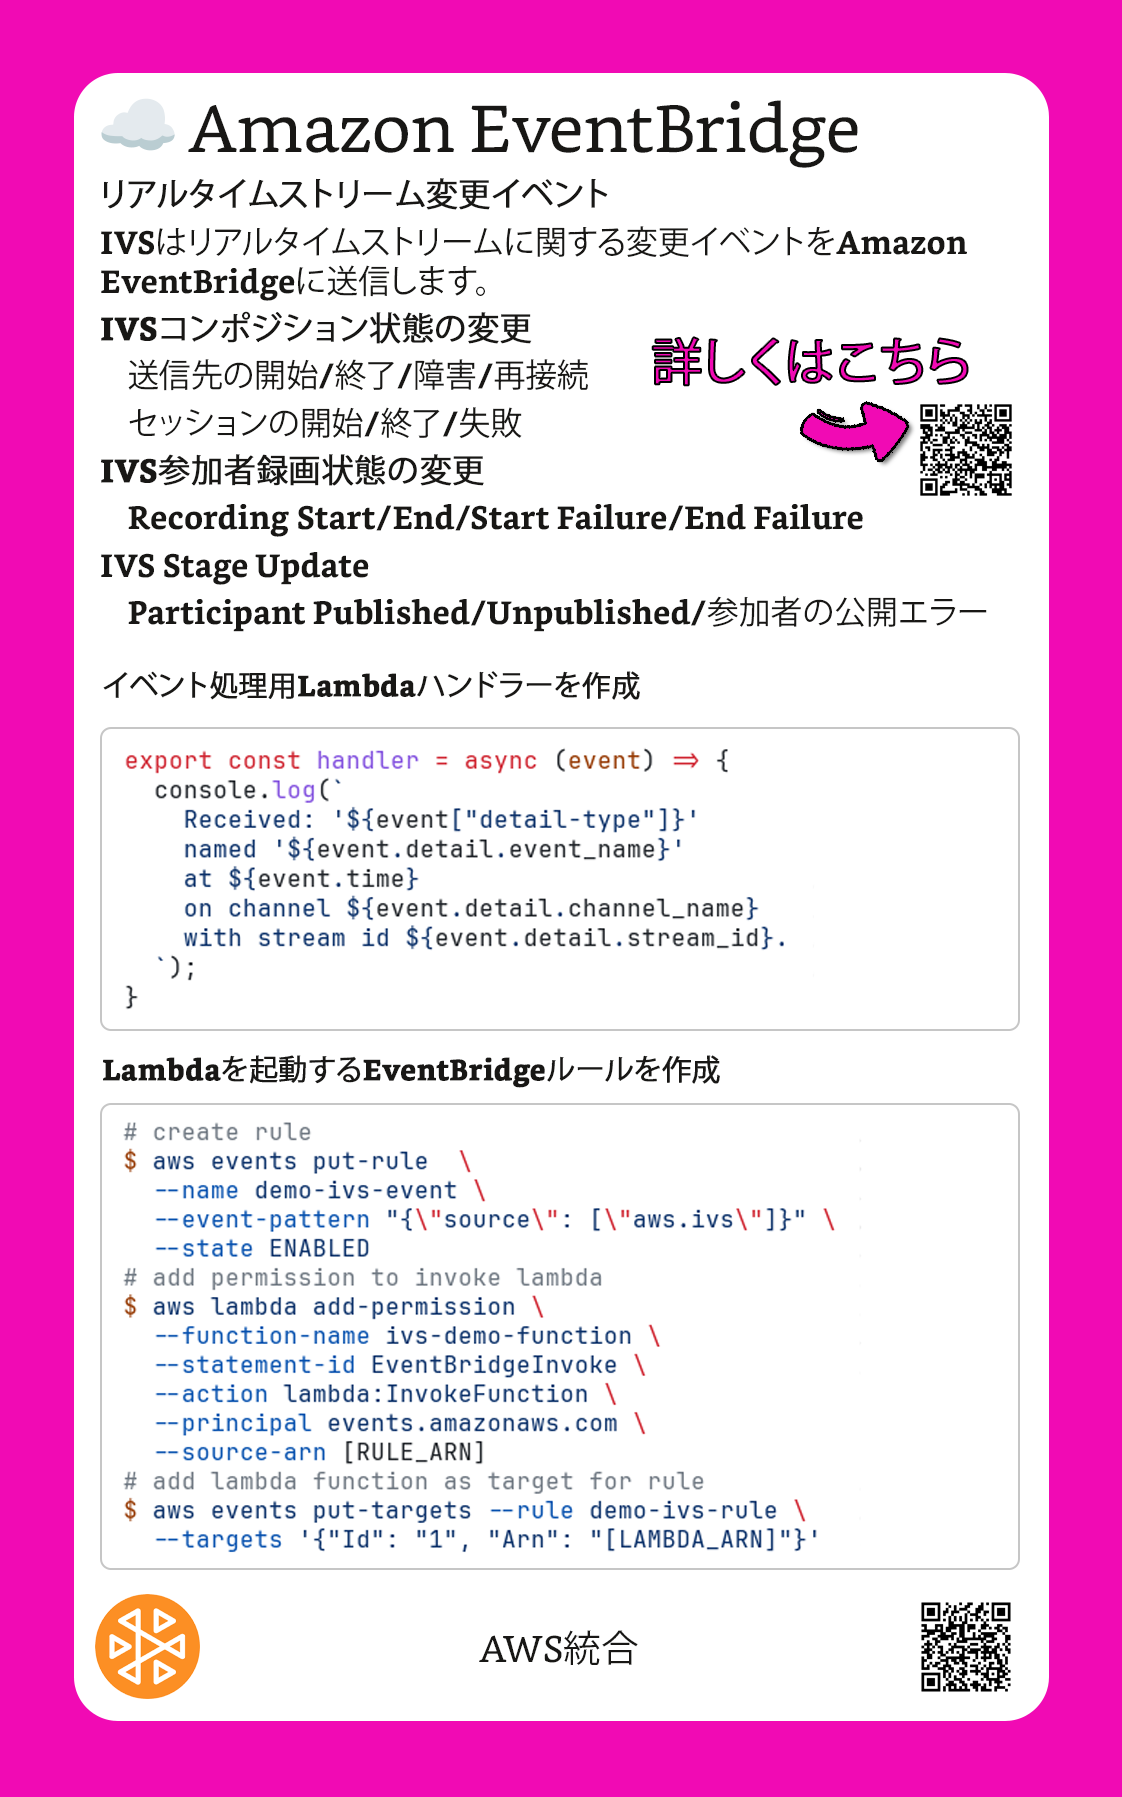 Amazon EventBridge
リアルタイムストリーム変更イベント
IVSはリアルタイムストリームに関する変更イベントをAmazon
EventBridgeに送信します。
IVSコンポジション状態の変更
送信先の開始/終了/障害/再接続
セッションの開始/終了/失敗
詳しくはこちら
IVS参加者録画状態の変更
Recording Start/End/Start Failure/End Failure
IVS Stage Update
Participant Published/Unpublished/参加者の公開エラー
イベント処理用Lambdaハンドラーを作成
export const handler = async (event) => {
  console.log(`
    Received: '${event["detail-type"]}'
    named '${event.detail.event_name}'
    at ${event.time}
    on channel ${event.detail.channel_name}
    with stream id ${event.detail.stream_id}.
  `);
}
Lambdaを起動するEventBridgeルールを作成
# create rule
$ aws events put-rule  \
  --name demo-ivs-event \
  --event-pattern "{\"source\": [\"aws.ivs\"]}" \
  --state ENABLED
# add permission to invoke lambda
$ aws lambda add-permission \
  --function-name ivs-demo-function \
  --statement-id EventBridgeInvoke \
  --action lambda:InvokeFunction \
  --principal events.amazonaws.com \
  --source-arn [RULE_ARN]
# add lambda function as target for rule
$ aws events put-targets --rule demo-ivs-rule \
  --targets '{"Id": "1", "Arn": "[LAMBDA_ARN]"}'
AWS統合